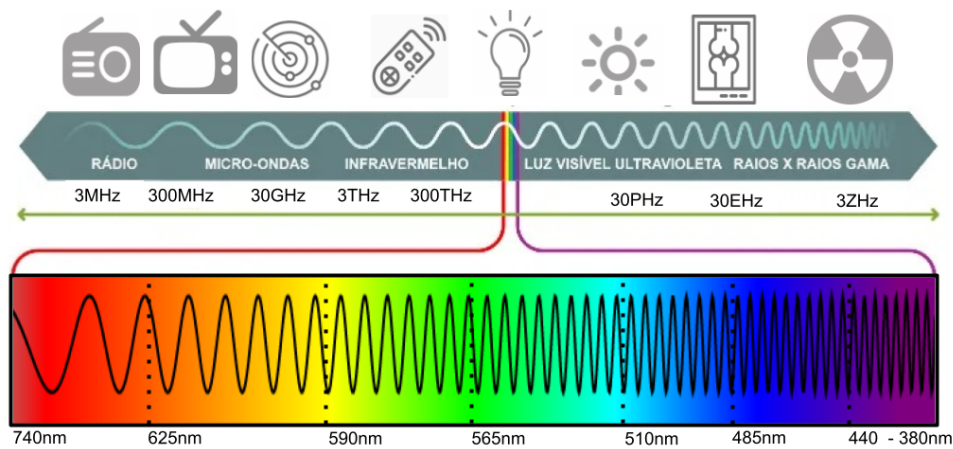 RÁDIO MICRO-ONDAS INFRAVERMELHO LUZ VISÍVEL ULTRAVIOLETA RAIOS X RAIOS GAMA
3MHz 300MHz 30GHz 3THz 300THz 30PHz 30EHz 3ZHz
740nm 625nm 590nm 565nm 510nm 485nm 440 - 380nm